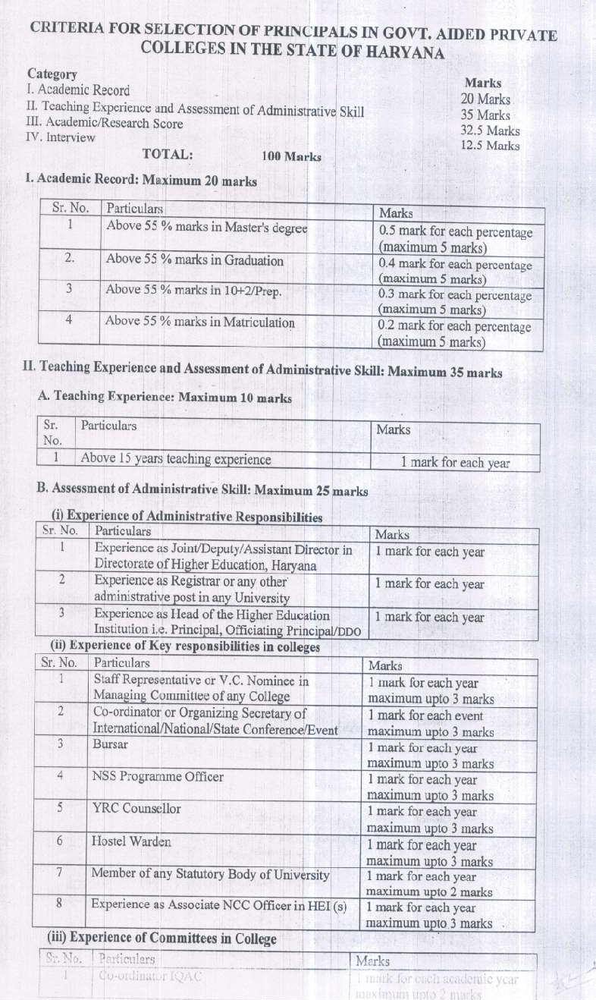 CRITERIA FOR SELECTION OF PRINCIPALS IN GOVT. AIDED PRIVATE
COLLEGES IN THE STATE OF HARYANA
Category Marks
I. Academic Record 20 Marks
II. Teaching Experience and Assessment of Administrative Skill 35 Marks
III. Academic/Research Score 32.5 Marks
IV. Interview 12.5 Marks
TOTAL: 100 Marks
I. Academic Record: Maximum 20 marks
Sr. No. Particulars Marks
1 Above 55 % marks in Master's degree 0.5 mark for each percentage
(maximum 5 marks)
2. Above 55 % marks in Graduation 0.4 mark for each percentage
(maximum 5 marks)
3 Above 55 % marks in 10+2/Prep. 0.3 mark for each percentage
(maximum 5 marks)
4 Above 55 % marks in Matriculation 0.2 mark for each percentage
(maximum 5 marks)
II. Teaching Experience and Assessment of Administrative Skill: Maximum 35 marks
A. Teaching Experience: Maximum 10 marks
Sr. Particulars Marks
No.
1 Above 15 years teaching experience 1 mark for each year
B. Assessment of Administrative Skill: Maximum 25 marks
(i) Experience of Administrative Responsibilities
Sr. No. Particulars Marks
1 Experience as Joint/Deputy/Assistant Director in 1 mark for each year
Directorate of Higher Education, Haryana
2 Experience as Registrar or any other 1 mark for each year
administrative post in any University
3 Experience as Head of the Higher Education 1 mark for each year
Institution i.e. Principal, Officiating Principal/DDO
(ii) Experience of Key responsibilities in colleges
Sr. No. Particulars Marks
1 Staff Representative or V.C. Nominee in 1 mark for each year
Managing Committee of any College maximum upto 3 marks
2 Co-ordinator or Organizing Secretary of 1 mark for each event
International/National/State Conference/Event maximum upto 3 marks
3 Bursar 1 mark for each year
maximum upto 3 marks
4 NSS Programme Officer 1 mark for each year
maximum upto 3 marks
5 YRC Counsellor 1 mark for each year
maximum upto 3 marks
6 Hostel Warden 1 mark for each year
maximum upto 3 marks
7 Member of any Statutory Body of University 1 mark for each year
maximum upto 2 marks
8 Experience as Associate NCC Officer in HEI (s) 1 mark for each year
maximum upto 3 marks
(iii) Experience of Committees in College
Sr. No. Particulars Marks
1 Co-ordinator IQAC 1 mark for each academic year
maximum upto 2 marks